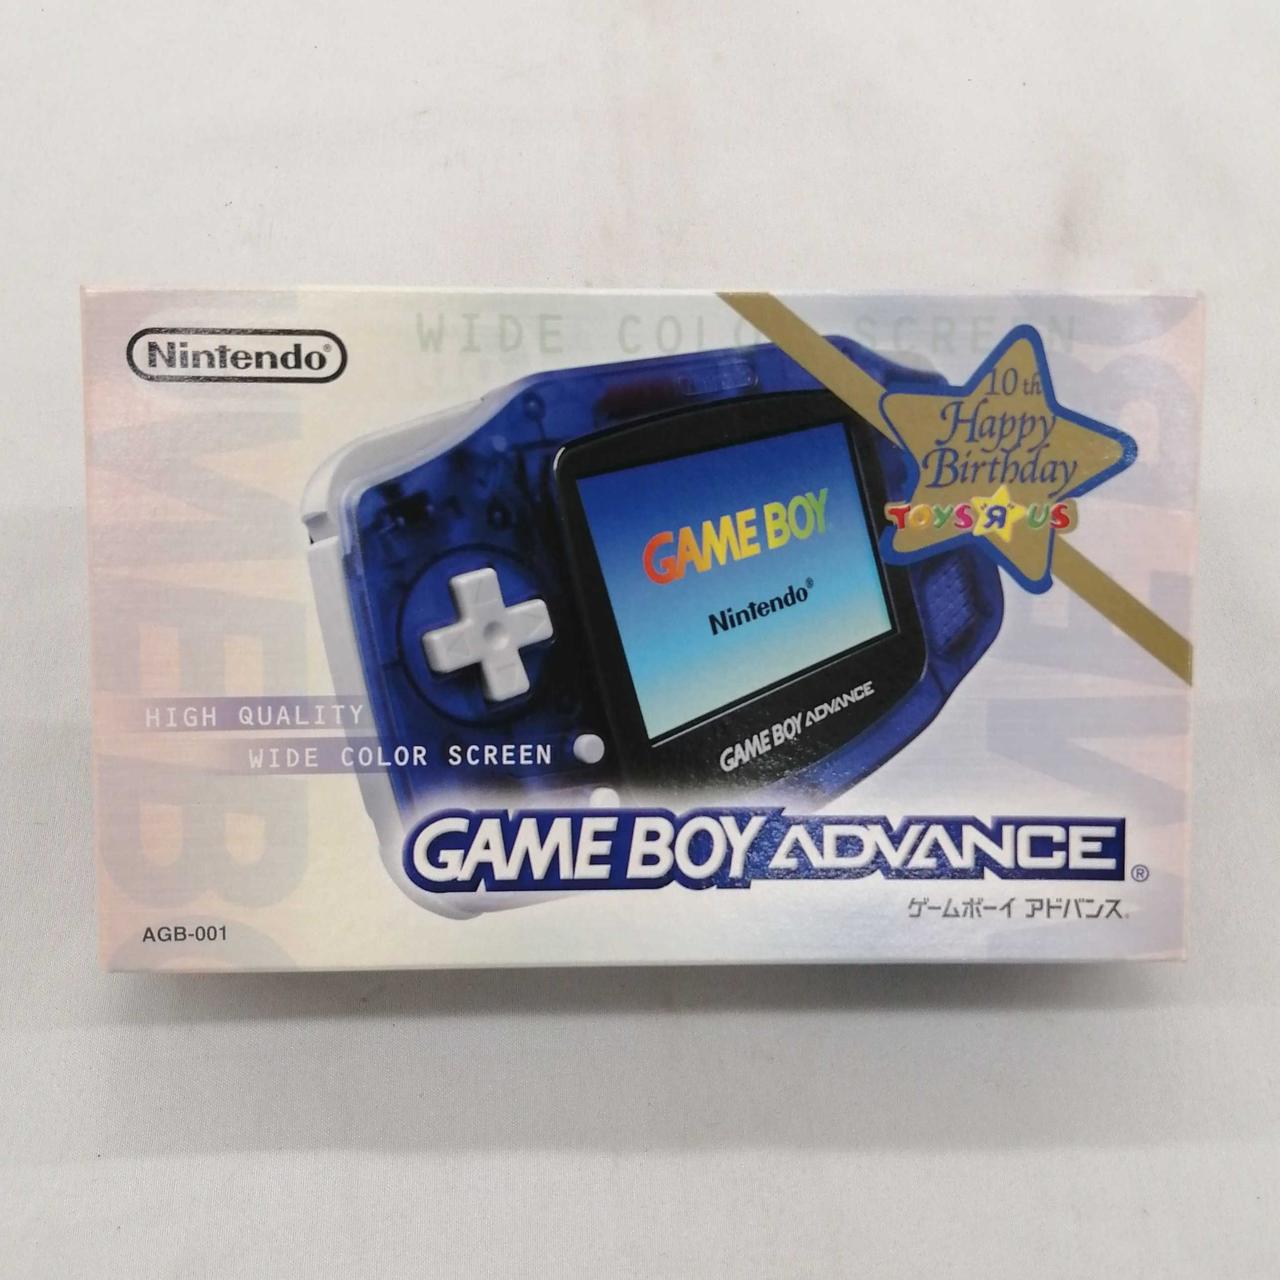 WIDE COLOR SCREEN
Nintendo®
10th
Happy
Birthday
TOYS"R"US
GAME BOY
Nintendo®
GAME BOY ADVANCE
HIGH QUALITY
WIDE COLOR SCREEN
GAME BOY ADVANCE®
ゲームボーイ アドバンス
AGB-001